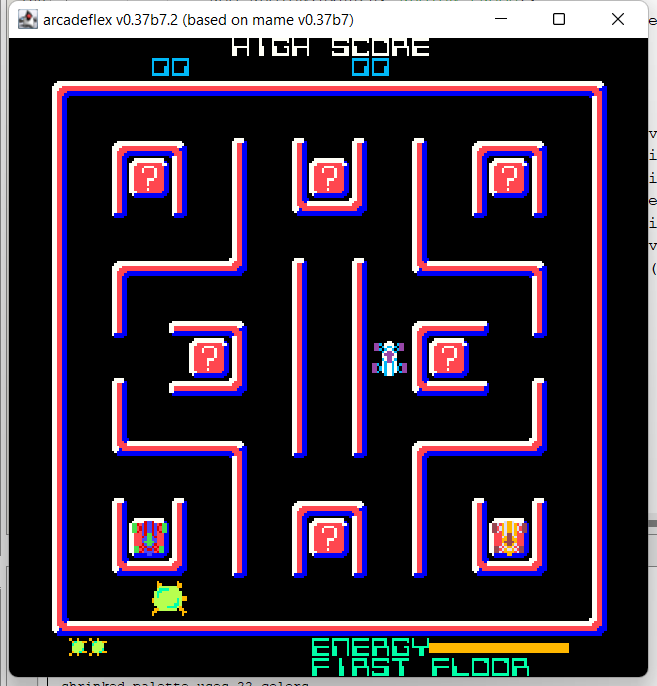 arcadeflex v0.37b7.2 (based on mame v0.37b7)
HIGH SCORE
00 00
? ? ?
? ?
?
ENERGY
FIRST FLOOR